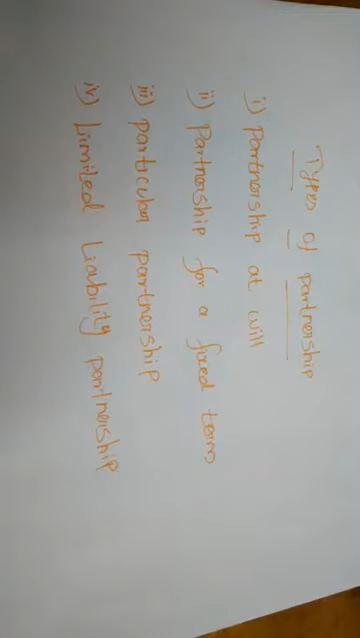 Types of partnership
i) Partnership at will
ii) Partnership for a fixed term
iii) Particular partnership
iv) Limited Liability partnership